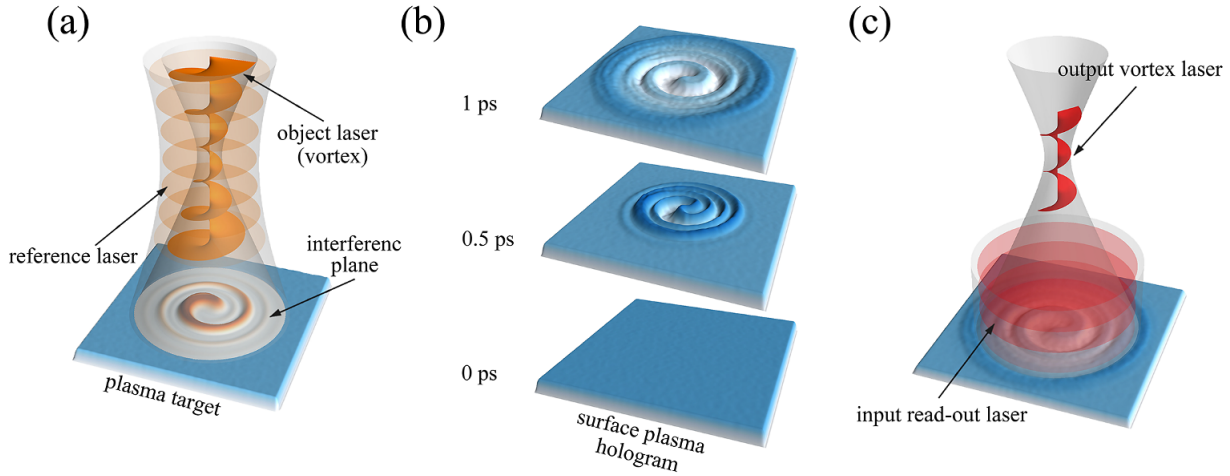 (a)
object laser
(vortex)
reference laser
interferenc
plane
plasma target
(b)
1 ps
0.5 ps
0 ps
surface plasma
hologram
(c)
output vortex laser
input read-out laser